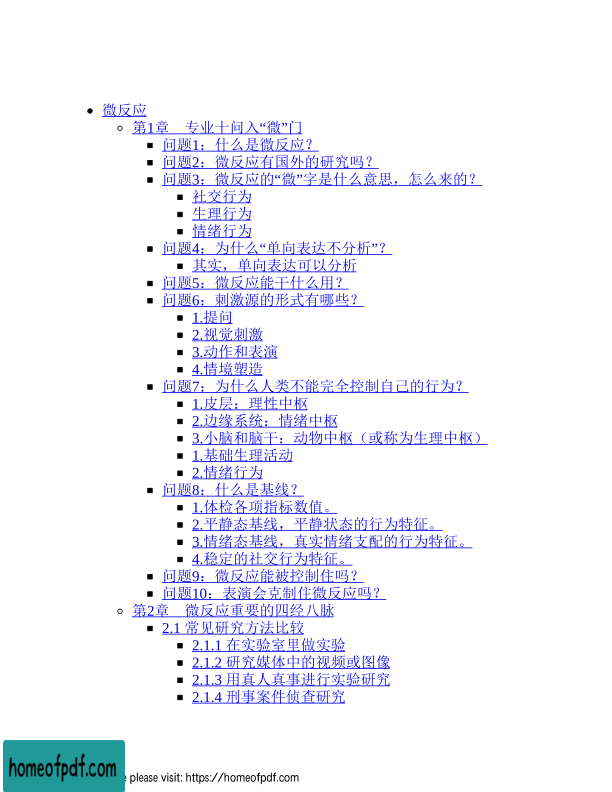 微反应
第1章　专业十问入“微”门
问题1：什么是微反应？
问题2：微反应有国外的研究吗？
问题3：微反应的“微”字是什么意思，怎么来的？
社交行为
生理行为
情绪行为
问题4：为什么“单向表达不分析”？
其实，单向表达可以分析
问题5：微反应能干什么用？
问题6：刺激源的形式有哪些？
1.提问
2.视觉刺激
3.动作和表演
4.情境塑造
问题7：为什么人类不能完全控制自己的行为？
1.皮层：理性中枢
2.边缘系统：情绪中枢
3.小脑和脑干：动物中枢（或称为生理中枢）
1.基础生理活动
2.情绪行为
问题8：什么是基线？
1.体检各项指标数值。
2.平静态基线，平静状态的行为特征。
3.情绪态基线，真实情绪支配的行为特征。
4.稳定的社交行为特征。
问题9：微反应能被控制住吗？
问题10：表演会克制住微反应吗？
第2章　微反应重要的四经八脉
2.1 常见研究方法比较
2.1.1 在实验室里做实验
2.1.2 研究媒体中的视频或图像
2.1.3 用真人真事进行实验研究
2.1.4 刑事案件侦查研究
homeofpdf.com
please visit: https://homeofpdf.com